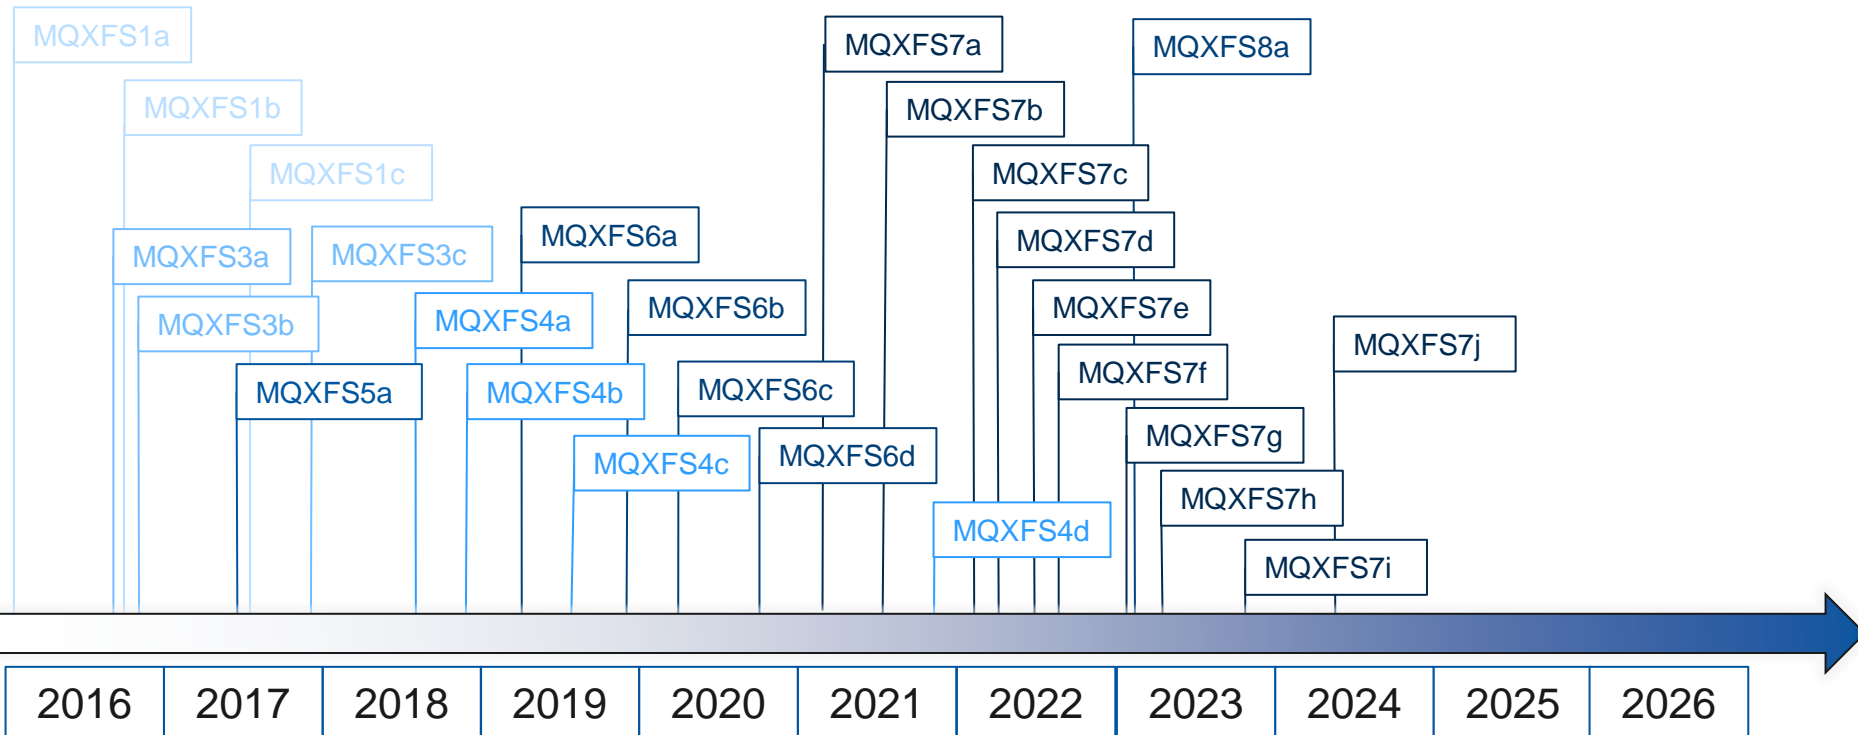 MQXFS1a
MQXFS7a
MQXFS8a
MQXFS1b
MQXFS7b
MQXFS1c
MQXFS7c
MQXFS3a
MQXFS3c
MQXFS6a
MQXFS7d
MQXFS3b
MQXFS4a
MQXFS6b
MQXFS7e
MQXFS7j
MQXFS5a
MQXFS4b
MQXFS6c
MQXFS7f
MQXFS4c
MQXFS6d
MQXFS7g
MQXFS7h
MQXFS4d
MQXFS7i
2016 2017 2018 2019 2020 2021 2022 2023 2024 2025 2026